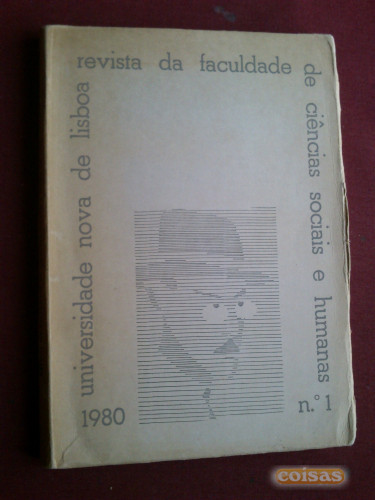 universidade nova de lisboa
revista da faculdade
de ciências sociais e humanas
1980
n.º 1
coisas